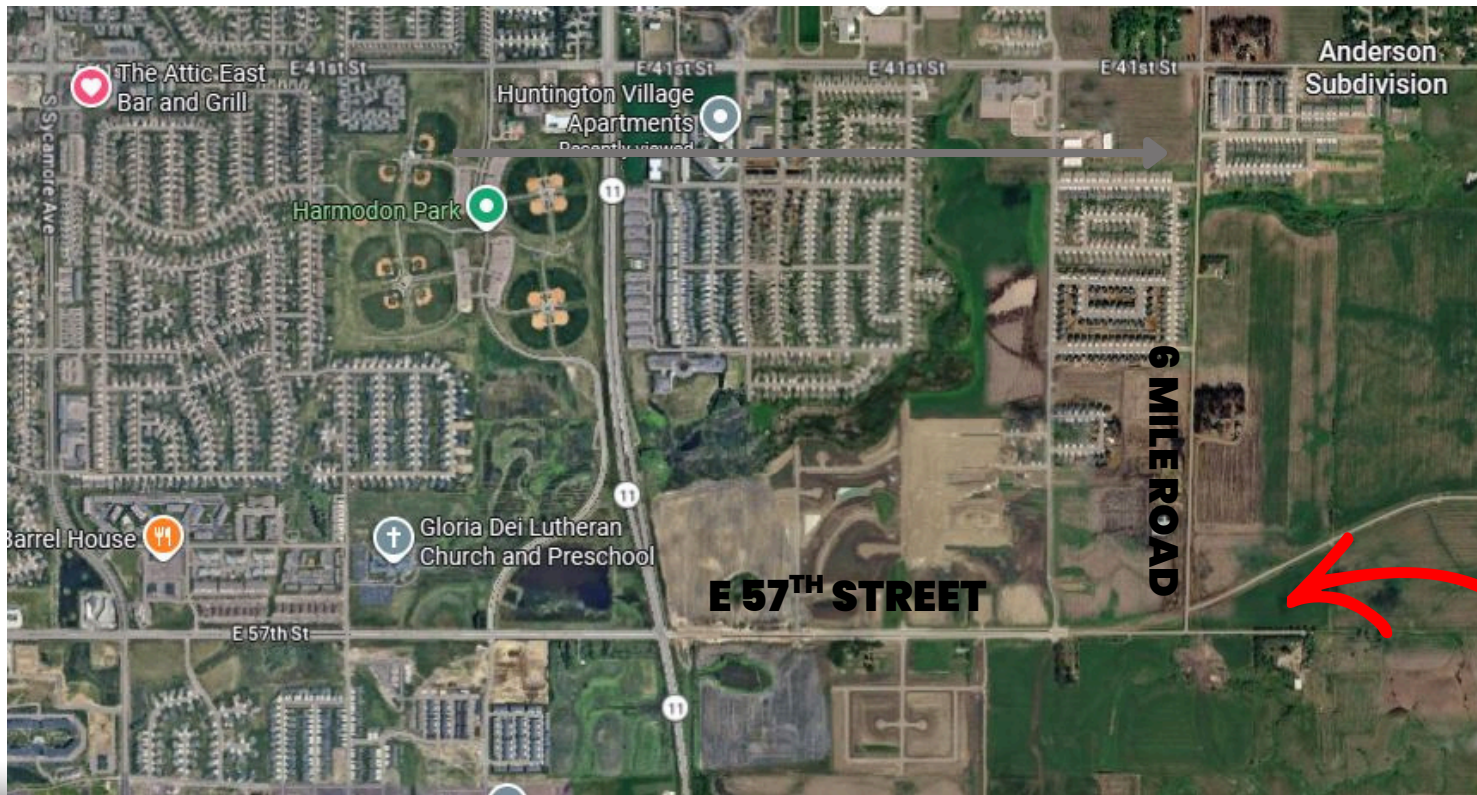 E 41st St
E 41st St
E 41st St
E 41st St
Anderson
Subdivision
The Attic East
Bar and Grill
S Sycamore Ave
Huntington Village
Apartments
Recently viewed
11
Harmodon Park
6 MILE ROAD
11
Barrel House
Gloria Dei Lutheran
Church and Preschool
E 57TH STREET
E 57th St
11